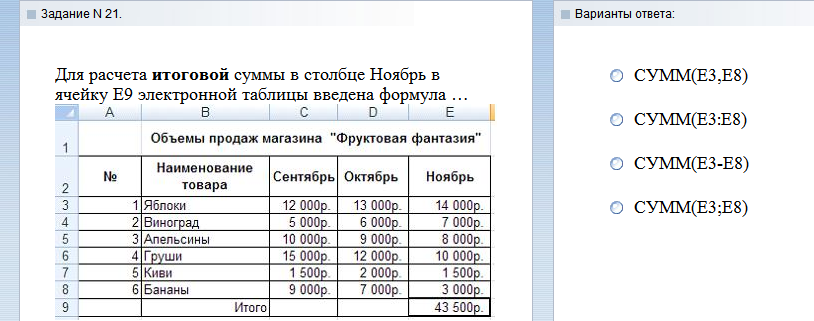 Задание N 21.
Для расчета итоговой суммы в столбце Ноябрь в
ячейку E9 электронной таблицы введена формула …
A B C D E
1 Объемы продаж магазина "Фруктовая фантазия"
2 № Наименование товара Сентябрь Октябрь Ноябрь
3 1 Яблоки 12 000р. 13 000р. 14 000р.
4 2 Виноград 5 000р. 6 000р. 7 000р.
5 3 Апельсины 10 000р. 9 000р. 8 000р.
6 4 Груши 15 000р. 12 000р. 10 000р.
7 5 Киви 1 500р. 2 000р. 1 500р.
8 6 Бананы 9 000р. 7 000р. 3 000р.
9 Итого 43 500р.
Варианты ответа:
СУММ(E3,E8)
СУММ(E3:E8)
СУММ(E3-E8)
СУММ(E3;E8)